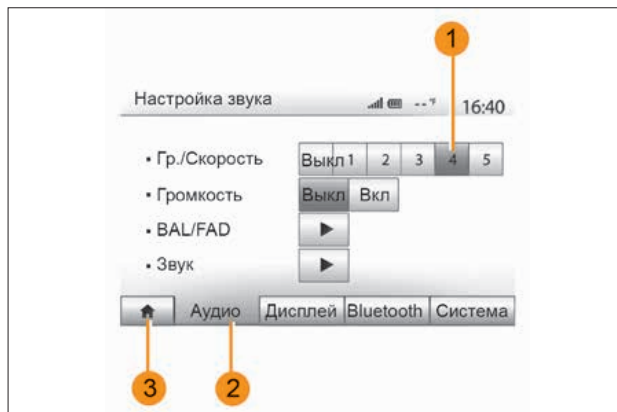 1
Настройка звука -- °F 16:40
• Гр./Скорость Выкл 1 2 3 4 5
• Громкость Выкл Вкл
• BAL/FAD
• Звук
Аудио Дисплей Bluetooth Система
3 2